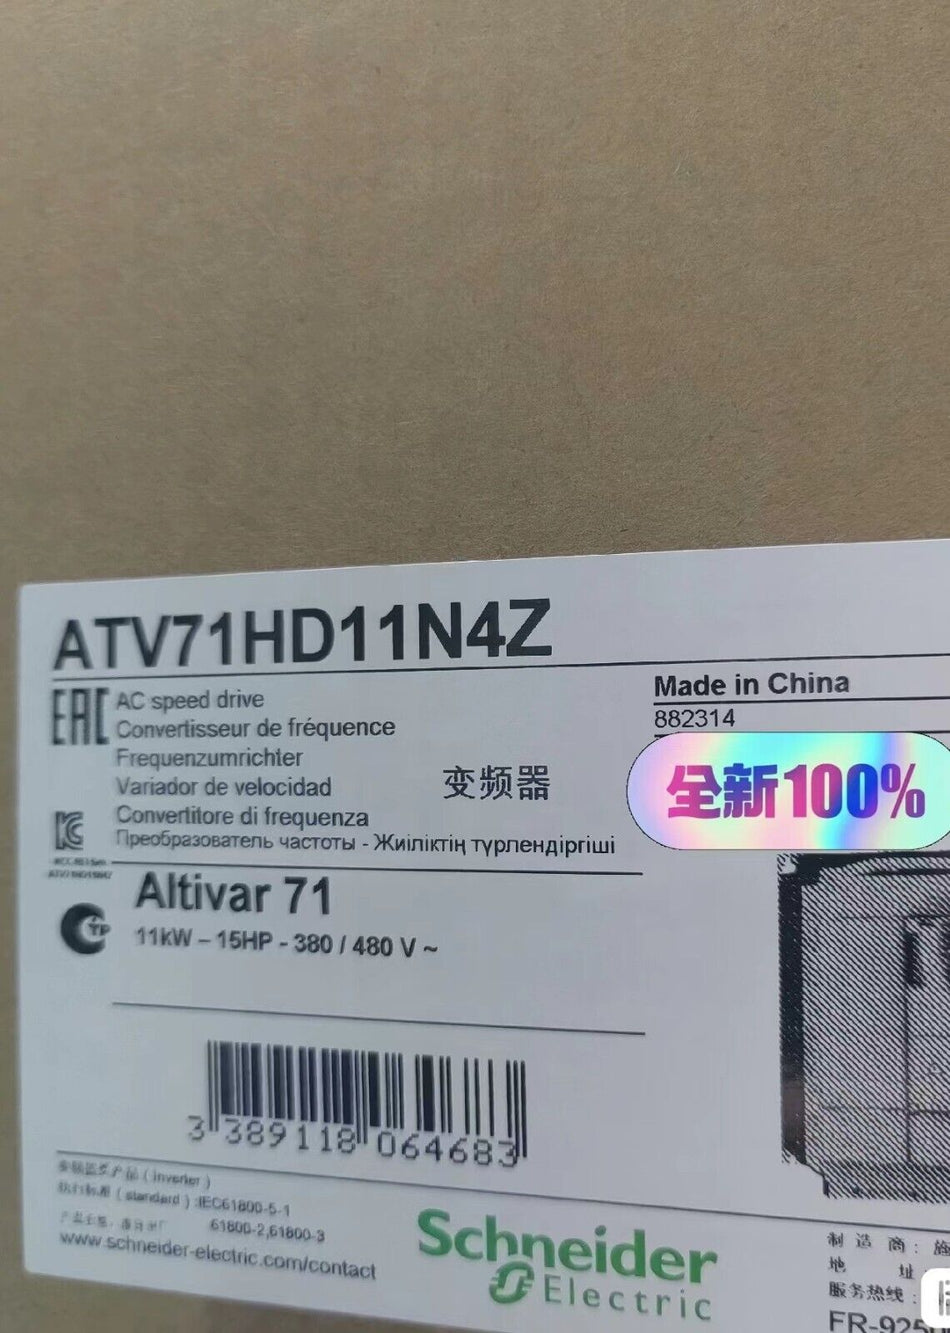 ATV71HD11N4Z
EAC
AC speed drive
Convertisseur de fréquence
Frequenzumrichter
Variador de velocidad
Convertitore di frequenza
Преобразователь частоты - Жиіліктің түрлендіргіші
变频器
Made in China
882314
全新100%
Altivar 71
11kW – 15HP - 380 / 480 V ~
3 389118 064683
( inverter )
( standard ) :IEC61800-5-1
61800-2,61800-3
www.schneider-electric.com/contact
Schneider
Electric
制 造 商 :
地 址
服务热线 :